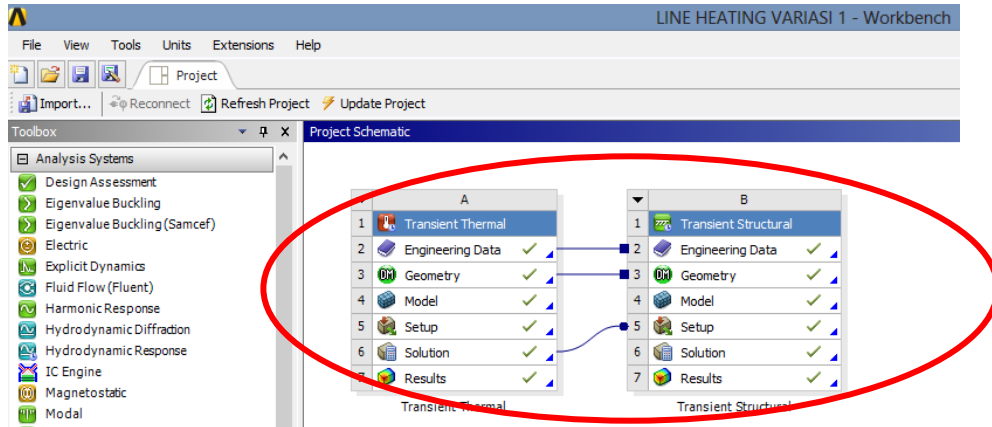 LINE HEATING VARIASI 1 - Workbench
File View Tools Units Extensions Help
Project
Import... Reconnect Refresh Project Update Project
Toolbox
Project Schematic
Analysis Systems
Design Assessment
Eigenvalue Buckling
Eigenvalue Buckling (Samcef)
Electric
Explicit Dynamics
Fluid Flow (Fluent)
Harmonic Response
Hydrodynamic Diffraction
Hydrodynamic Response
IC Engine
Magnetostatic
Modal
A
1 Transient Thermal
2 Engineering Data
3 DM Geometry
4 Model
5 Setup
6 Solution
7 Results
Transient Thermal
B
1 Transient Structural
2 Engineering Data
3 DM Geometry
4 Model
5 Setup
6 Solution
7 Results
Transient Structural